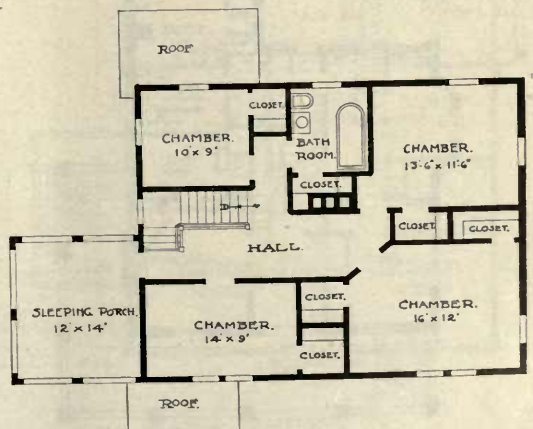 ROOF
CLOSET.
CHAMBER.
10' x 9'
BATH
ROOM.
CHAMBER.
13'-6" x 11'-6"
CLOSET.
CLOSET.
CLOSET.
HALL.
SLEEPING PORCH.
12' x 14'
CLOSET.
CHAMBER.
16' x 12'
CHAMBER.
14' x 9'
CLOSET.
ROOF.